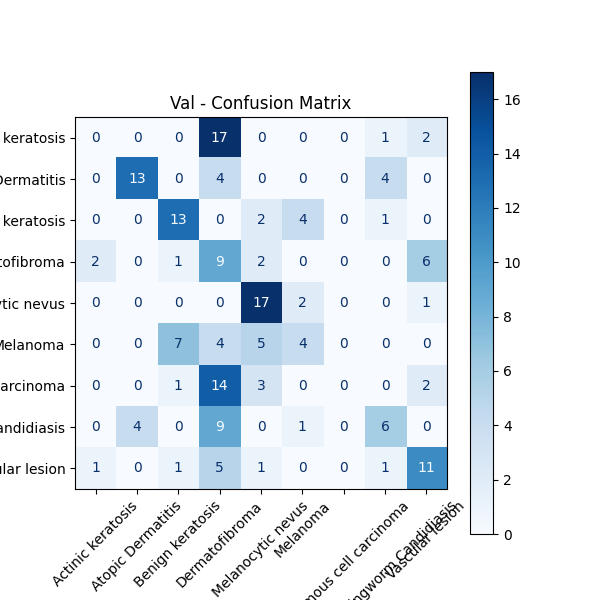 Val - Confusion Matrix
keratosis 0 0 0 17 0 0 0 1 2
Dermatitis 0 13 0 4 0 0 0 4 0
keratosis 0 0 13 0 2 4 0 1 0
tofibroma 2 0 1 9 2 0 0 0 6
tic nevus 0 0 0 0 17 2 0 0 1
Melanoma 0 0 7 4 5 4 0 0 0
arcinoma 0 0 1 14 3 0 0 0 2
andidiasis 0 4 0 9 0 1 0 6 0
ular lesion 1 0 1 5 1 0 0 1 11
Actinic keratosis
Atopic Dermatitis
Benign keratosis
Dermatofibroma
Melanocytic nevus
Melanoma
mous cell carcinoma
ngworm Candidiasis
Vascular lesion
16
14
12
10
8
6
4
2
0